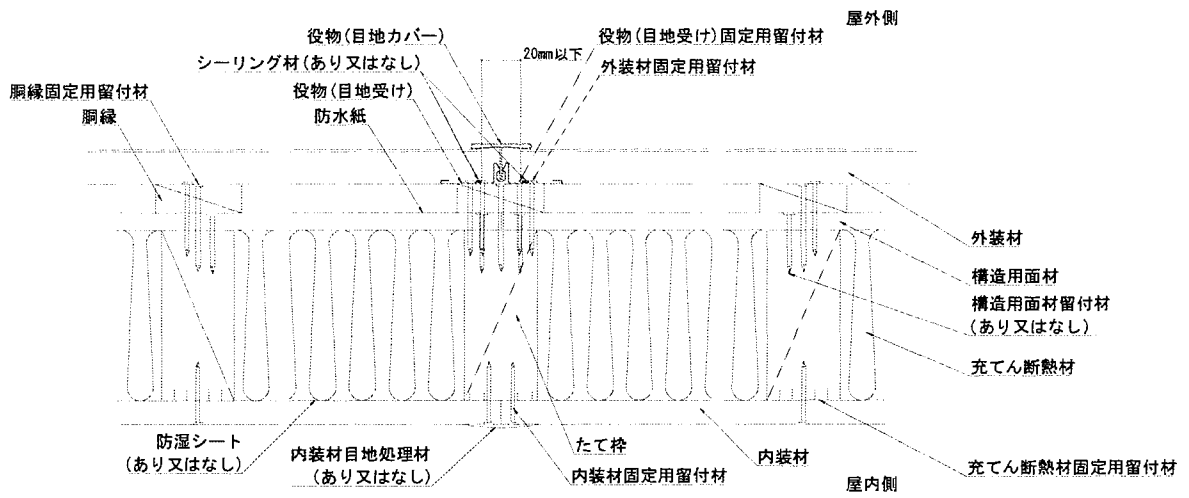 屋外側
役物(目地カバー)
シーリング材(あり又はなし)
20mm以下
役物(目地受け)固定用留付材
外装材固定用留付材
胴縁固定用留付材
胴縁
役物(目地受け)
防水紙
外装材
構造用面材
構造用面材留付材
(あり又はなし)
充てん断熱材
防湿シート
(あり又はなし)
内装材目地処理材
(あり又はなし)
たて枠
内装材固定用留付材
内装材
充てん断熱材固定用留付材
屋内側